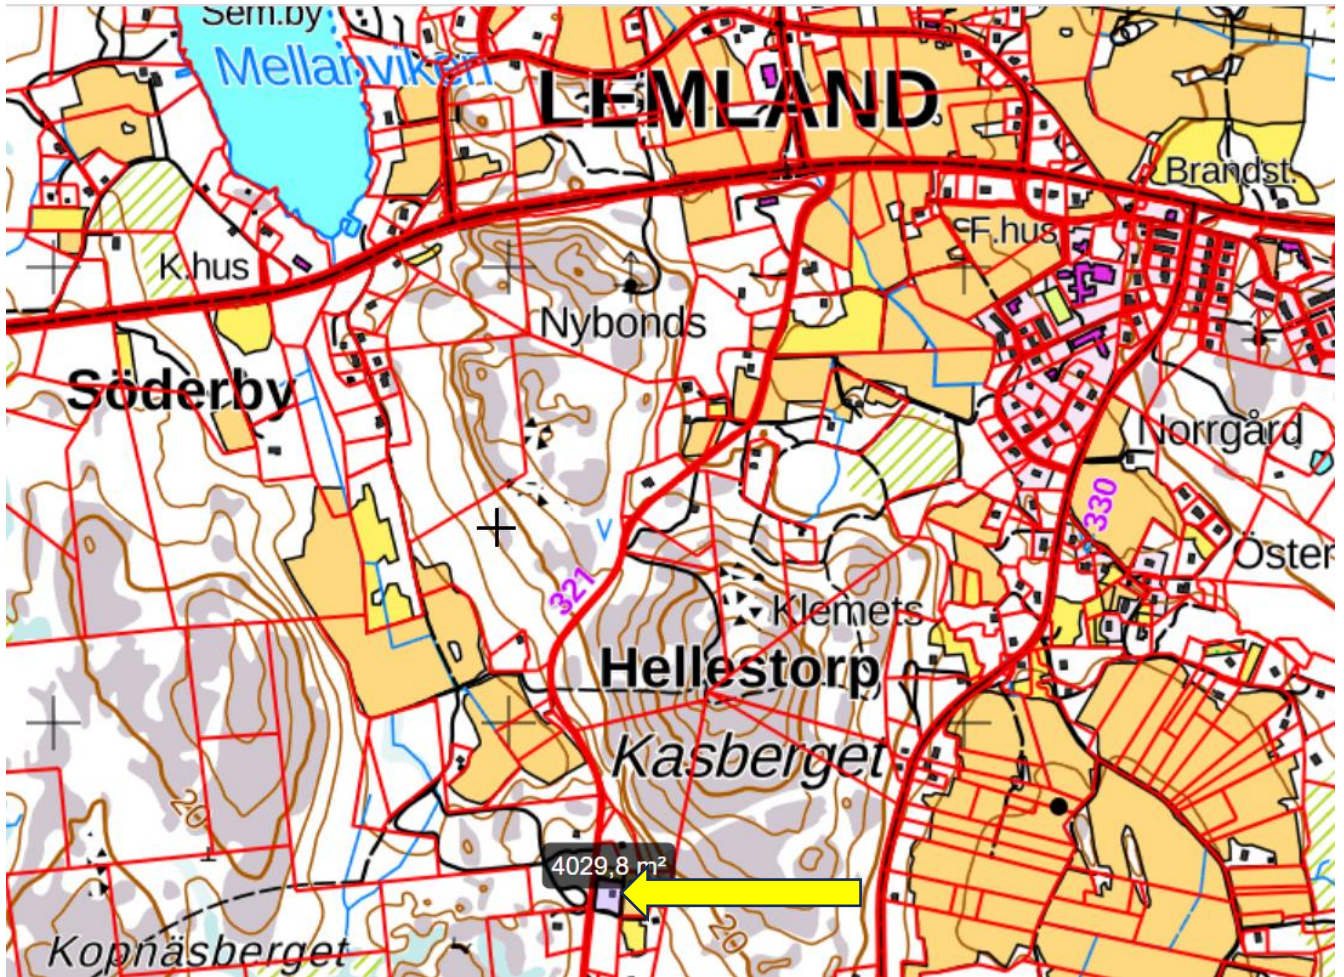 Sem.by
Mellanviken
LEMLAND
Brandst.
F.hus
K.hus
Nybonds
Söderby
Norrgård
330
Öster
321
Klemets
Hellestorp
Kasberget
20
4029,8 m²
20
Kopnäsberget